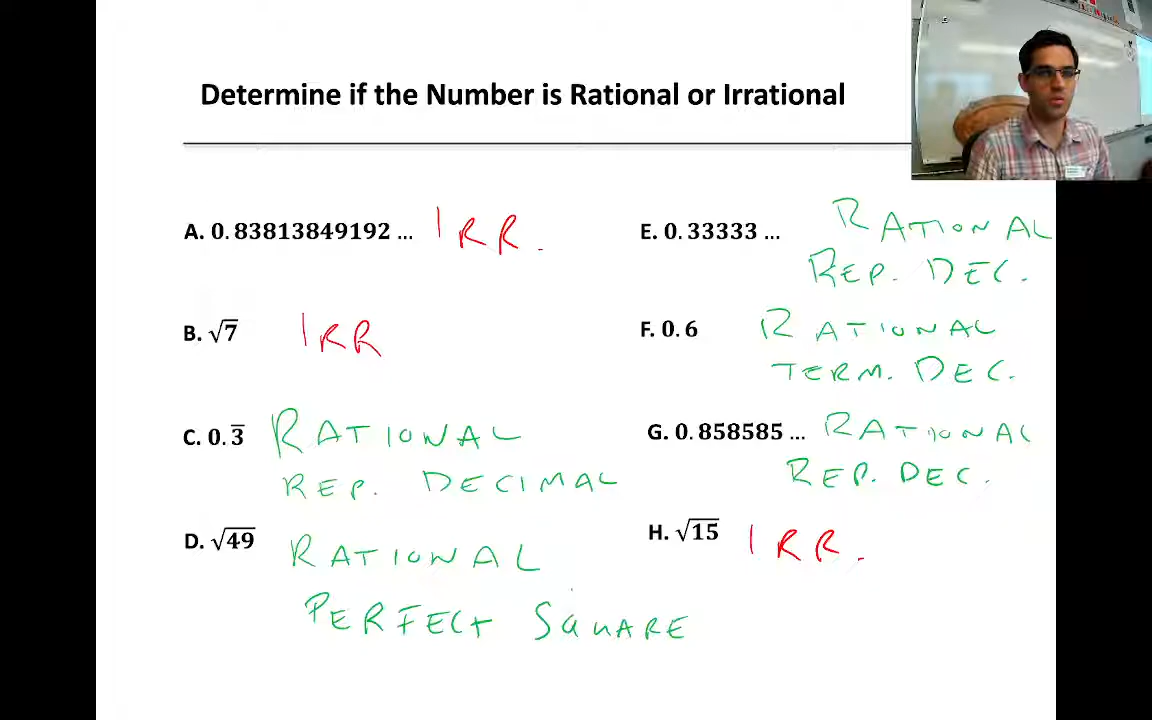 Determine if the Number is Rational or Irrational
A. 0.83813849192 ... IRR.
B. √7 IRR
C. 0.3̅ RATIONAL
REP. DECIMAL
D. √49 RATIONAL
PERFECT SQUARE
E. 0.33333 ... RATIONAL
REP. DEC.
F. 0.6 RATIONAL
TERM. DEC.
G. 0.858585 ... RATIONAL
REP. DEC.
H. √15 IRR.